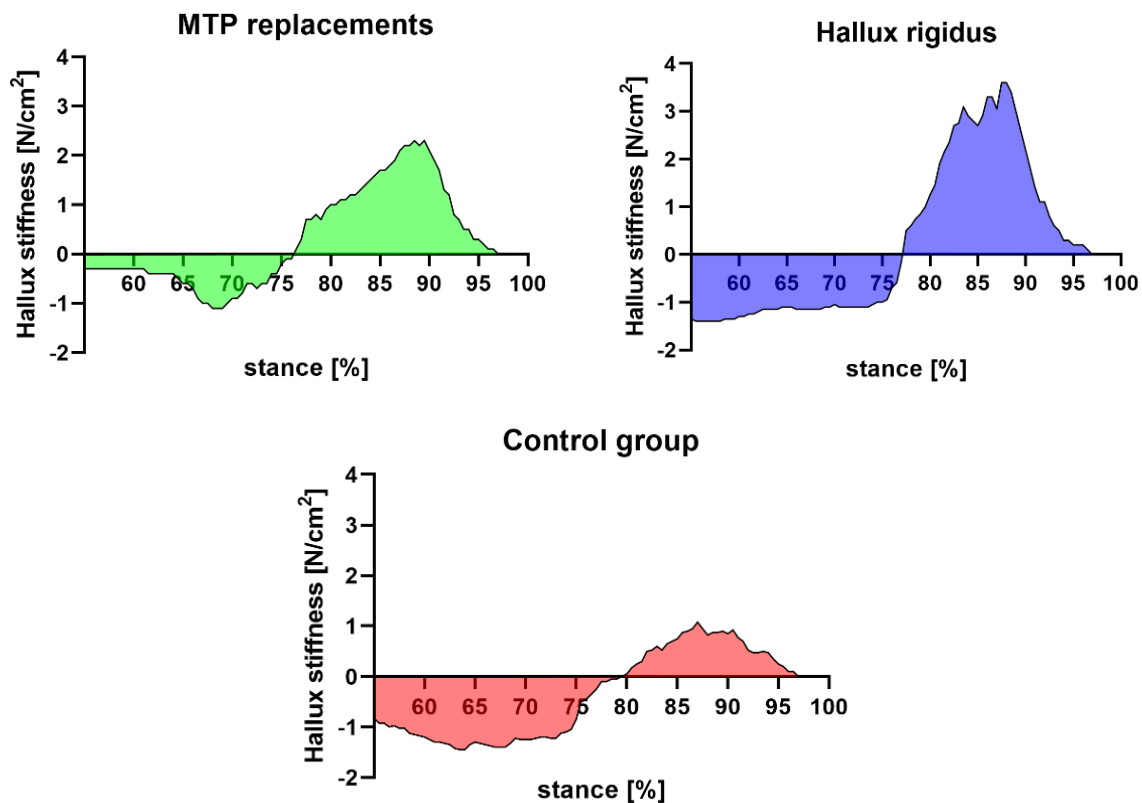 MTP replacements
Hallux stiffness [N/cm²]
4
3
2
1
0
-1
-2
60 65 70 75 80 85 90 95 100
stance [%]
Hallux rigidus
Hallux stiffness [N/cm²]
4
3
2
1
0
-1
-2
60 65 70 75 80 85 90 95 100
stance [%]
Control group
Hallux stiffness [N/cm²]
4
3
2
1
0
-1
-2
60 65 70 75 80 85 90 95 100
stance [%]